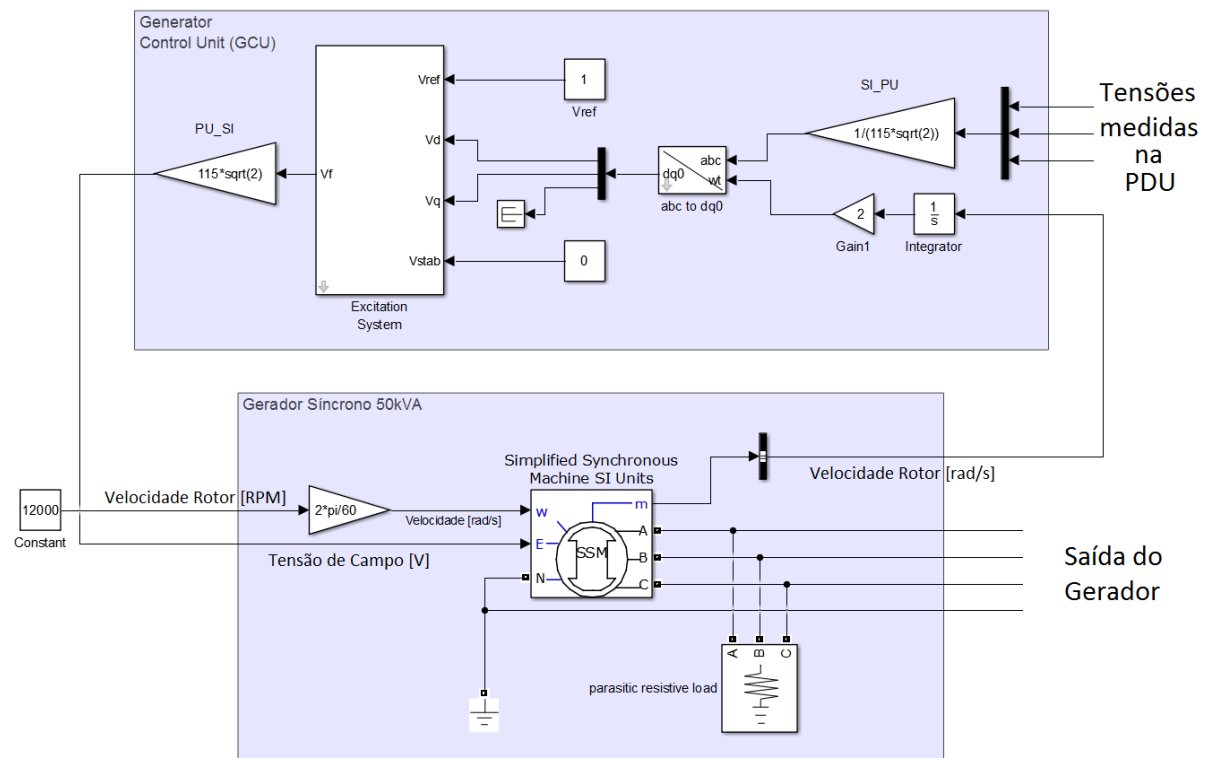 Generator
Control Unit (GCU)
Vref
1
Vref
SI_PU
1/(115*sqrt(2))
Tensões
medidas
na
PDU
PU_SI
115*sqrt(2)
Vf
Vd
Vq
Vstab
abc
dq0
wt
abc to dq0
2
Gain1
1
s
Integrator
0
Excitation
System
Gerador Síncrono 50kVA
Simplified Synchronous
Machine SI Units
Velocidade Rotor [rad/s]
12000
Constant
Velocidade Rotor [RPM]
2*pi/60
Velocidade [rad/s]
Tensão de Campo [V]
w
E
N
m
SSM
A
B
C
Saída do
Gerador
A
B
C
parasitic resistive load